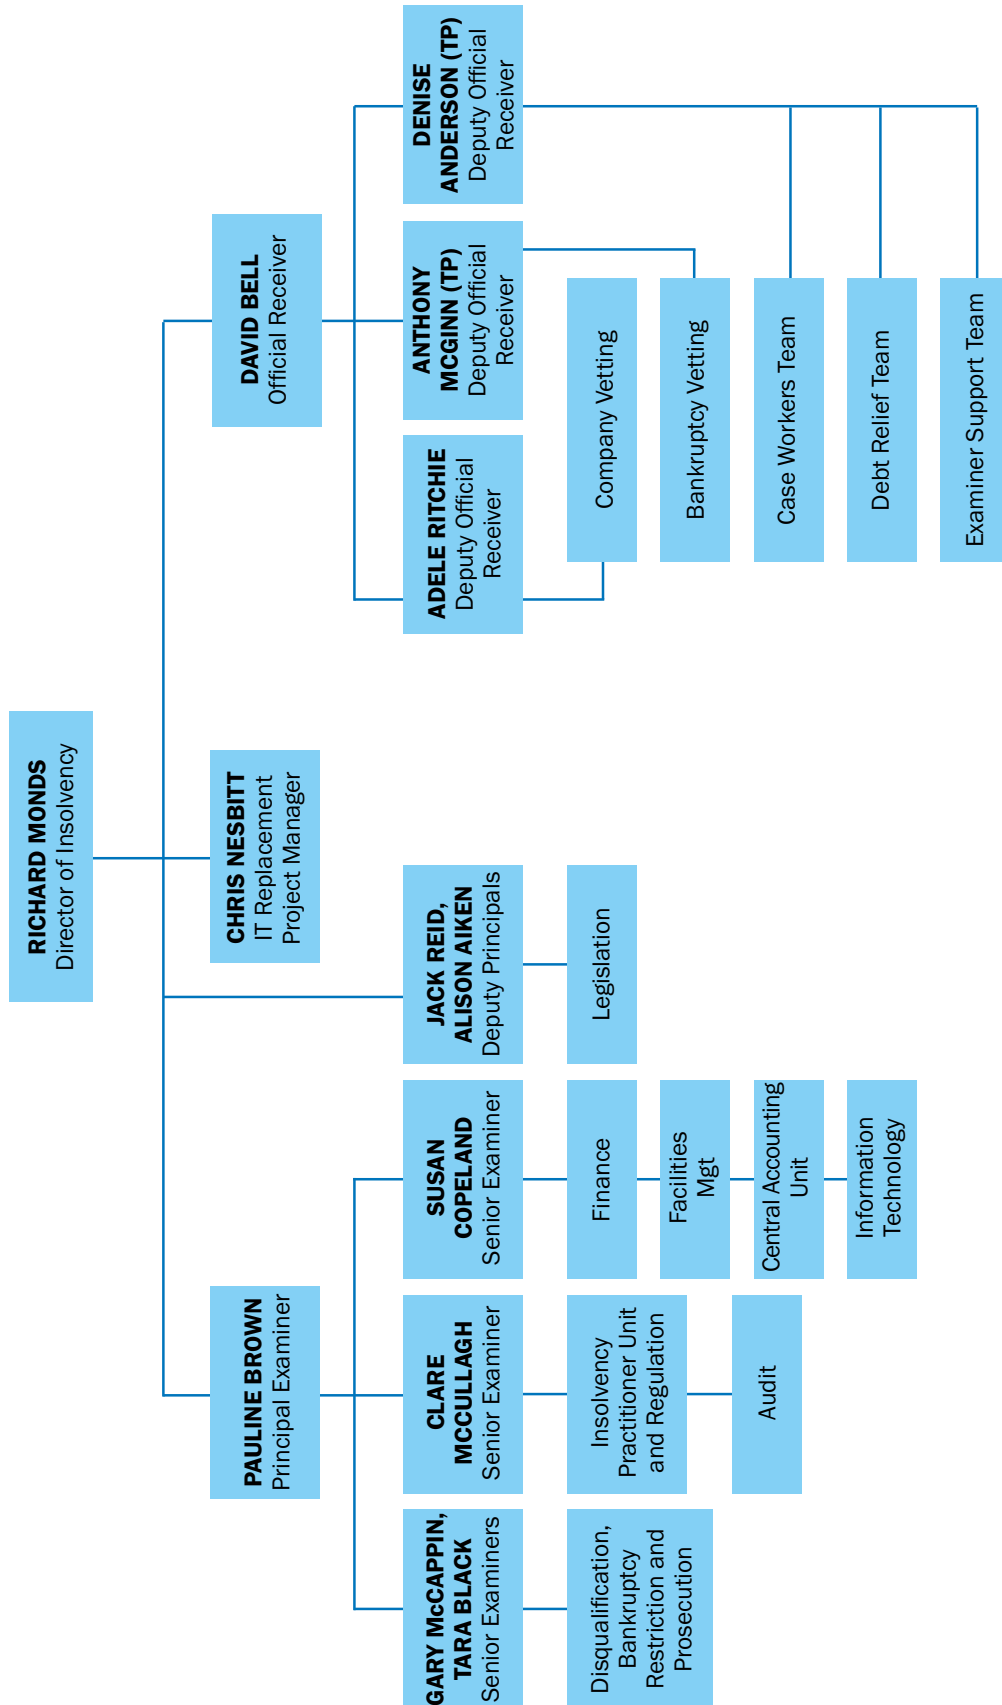 RICHARD MONDS
Director of Insolvency
PAULINE BROWN
Principal Examiner
CHRIS NESBITT
IT Replacement
Project Manager
DAVID BELL
Official Receiver
GARY McCAPPIN,
TARA BLACK
Senior Examiners
CLARE
MCCULLAGH
Senior Examiner
SUSAN
COPELAND
Senior Examiner
JACK REID,
ALISON AIKEN
Deputy Principals
ADELE RITCHIE
Deputy Official
Receiver
ANTHONY
MCGINN (TP)
Deputy Official
Receiver
DENISE
ANDERSON (TP)
Deputy Official
Receiver
Disqualification,
Bankruptcy
Restriction and
Prosecution
Insolvency
Practitioner Unit
and Regulation
Audit
Finance
Facilities
Mgt
Central Accounting
Unit
Information
Technology
Legislation
Company Vetting
Bankruptcy Vetting
Case Workers Team
Debt Relief Team
Examiner Support Team